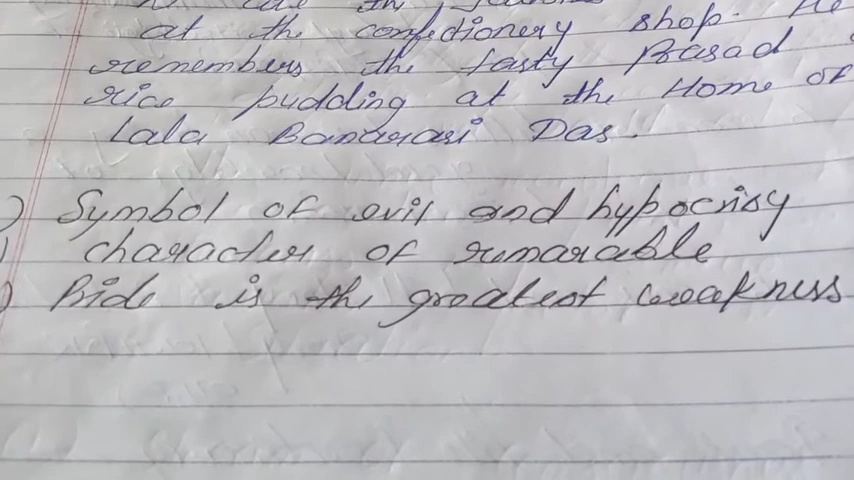 at the confectionery shop. He
remembers the tasty Prasad
rice pudding at the Home of
Lala Banarasi Das.
) Symbol of evil and hypocrisy
) character of remarable
) Pride is the greatest weakness